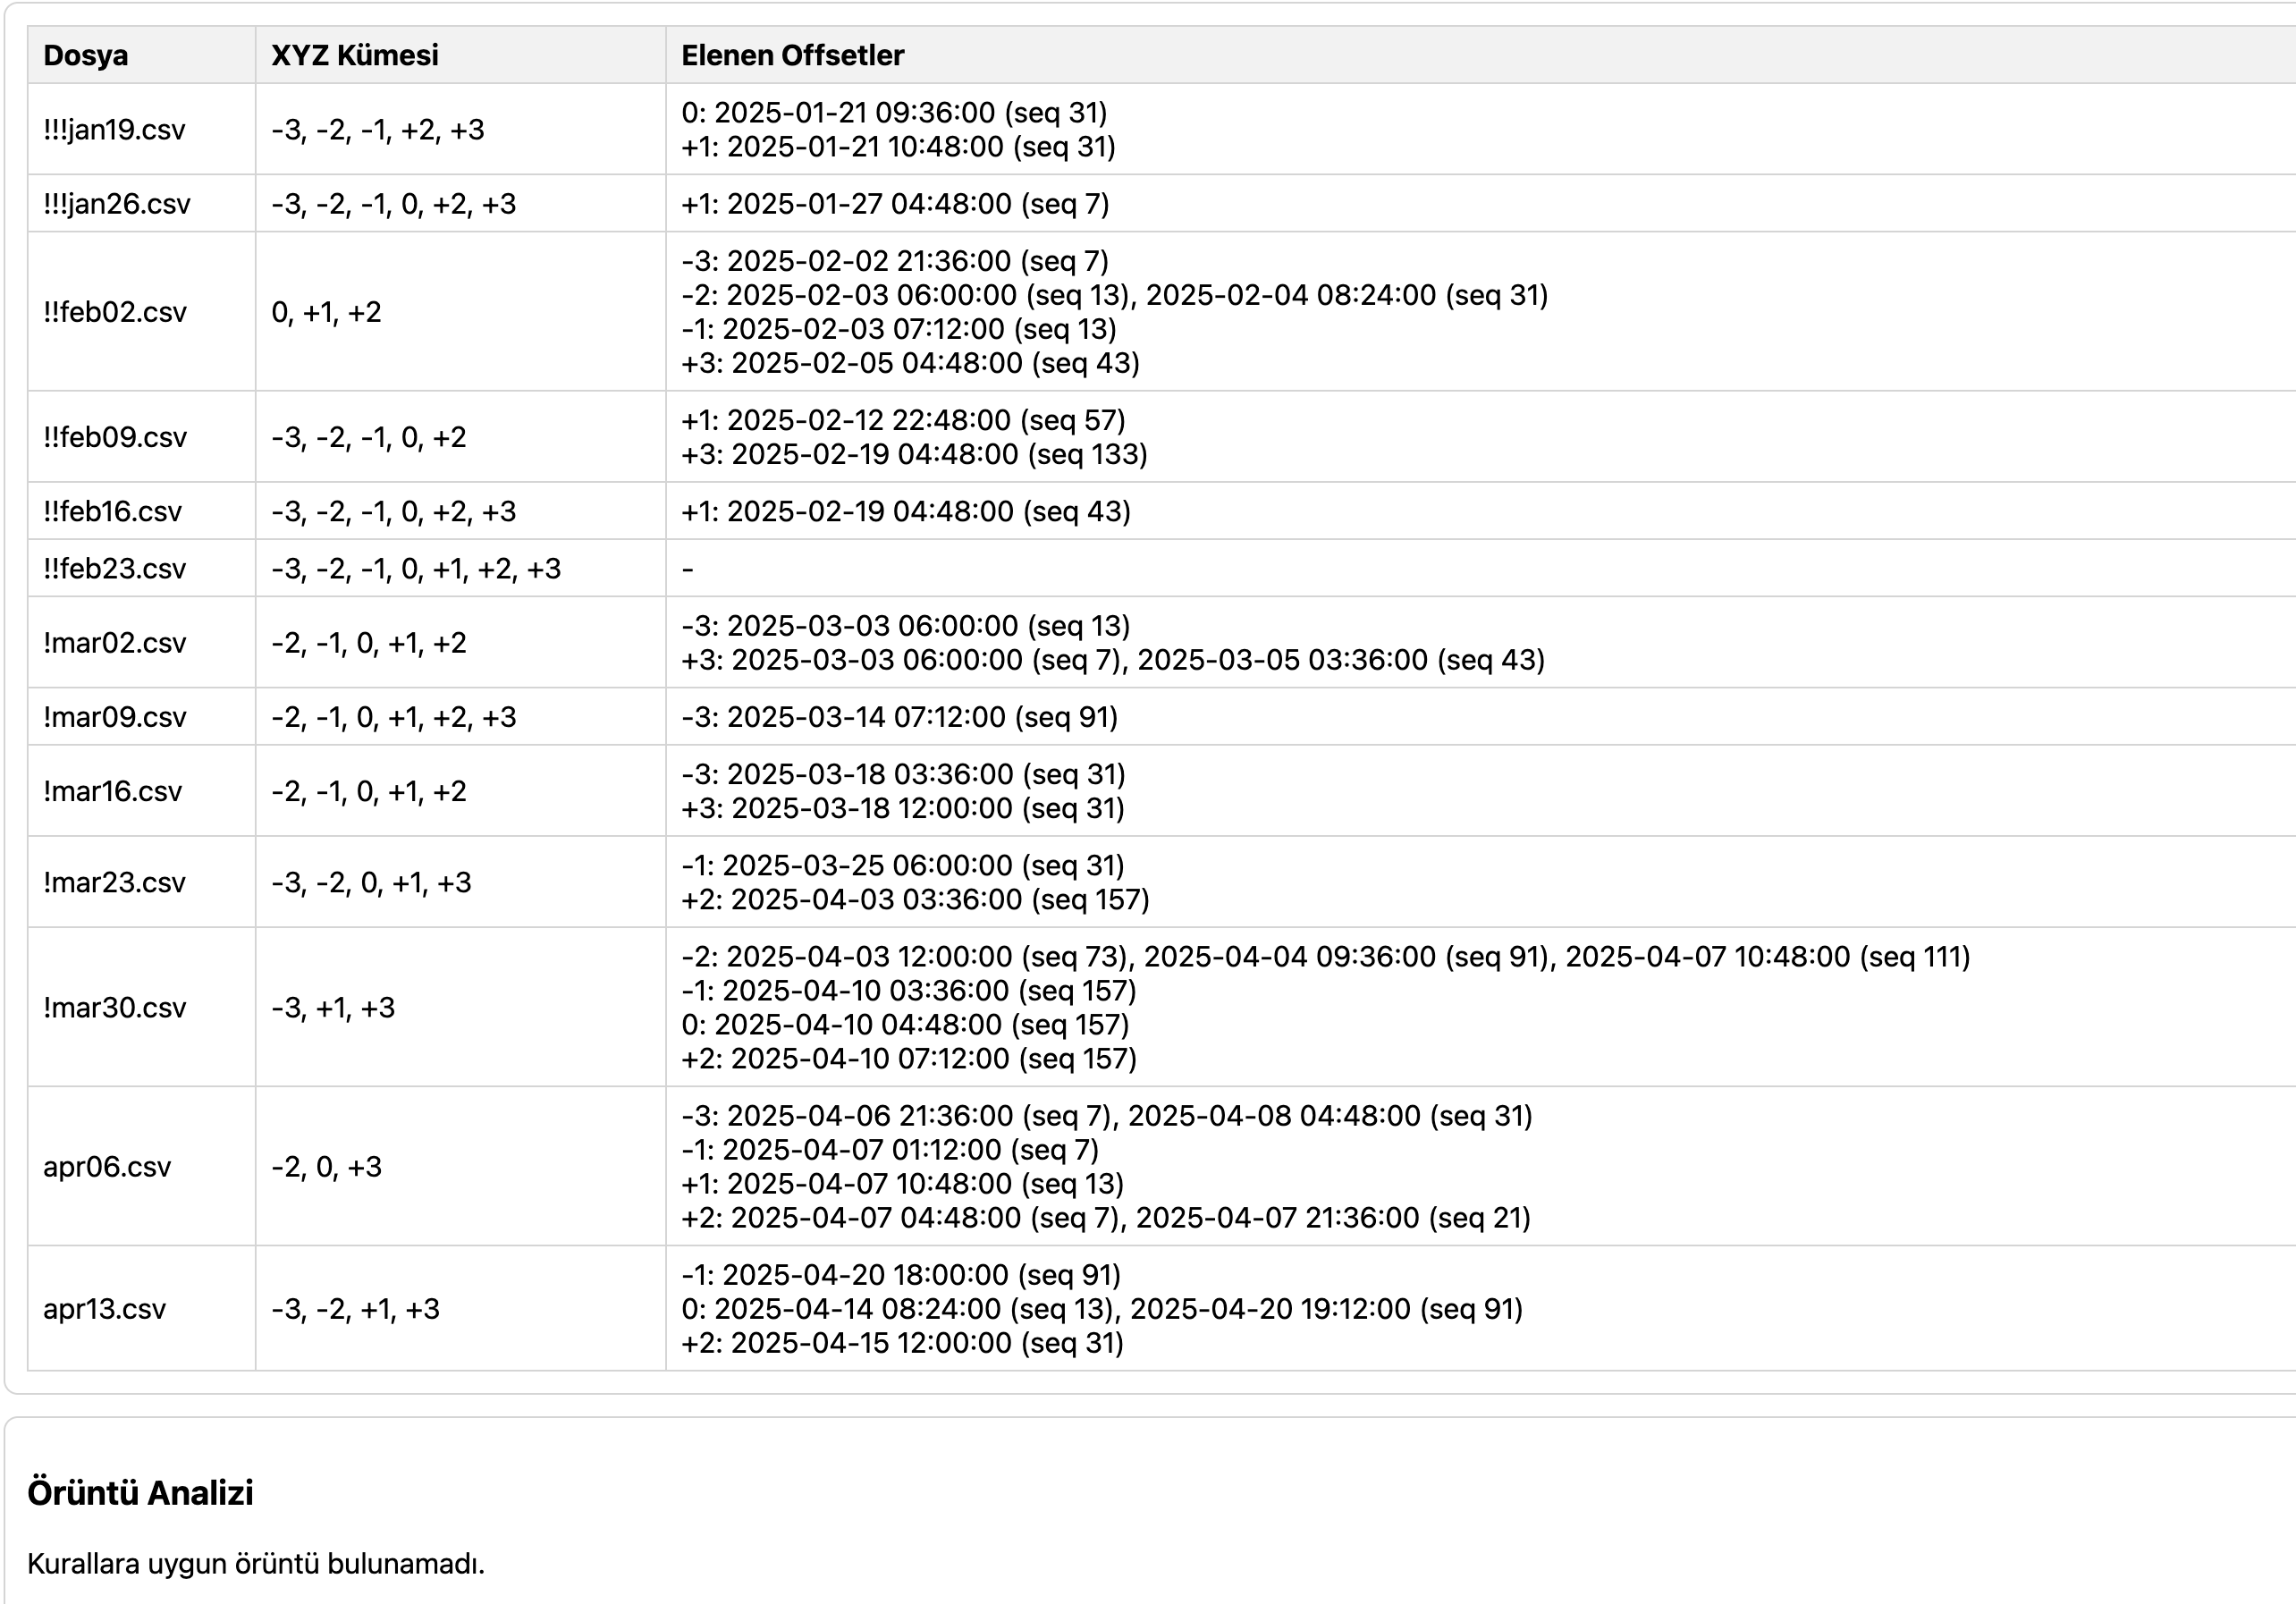 Dosya XYZ Kümesi Elenen Offsetler
!!!jan19.csv -3, -2, -1, +2, +3 0: 2025-01-21 09:36:00 (seq 31)
+1: 2025-01-21 10:48:00 (seq 31)
!!!jan26.csv -3, -2, -1, 0, +2, +3 +1: 2025-01-27 04:48:00 (seq 7)
!!feb02.csv 0, +1, +2 -3: 2025-02-02 21:36:00 (seq 7)
-2: 2025-02-03 06:00:00 (seq 13), 2025-02-04 08:24:00 (seq 31)
-1: 2025-02-03 07:12:00 (seq 13)
+3: 2025-02-05 04:48:00 (seq 43)
!!feb09.csv -3, -2, -1, 0, +2 +1: 2025-02-12 22:48:00 (seq 57)
+3: 2025-02-19 04:48:00 (seq 133)
!!feb16.csv -3, -2, -1, 0, +2, +3 +1: 2025-02-19 04:48:00 (seq 43)
!!feb23.csv -3, -2, -1, 0, +1, +2, +3 -
!mar02.csv -2, -1, 0, +1, +2 -3: 2025-03-03 06:00:00 (seq 13)
+3: 2025-03-03 06:00:00 (seq 7), 2025-03-05 03:36:00 (seq 43)
!mar09.csv -2, -1, 0, +1, +2, +3 -3: 2025-03-14 07:12:00 (seq 91)
!mar16.csv -2, -1, 0, +1, +2 -3: 2025-03-18 03:36:00 (seq 31)
+3: 2025-03-18 12:00:00 (seq 31)
!mar23.csv -3, -2, 0, +1, +3 -1: 2025-03-25 06:00:00 (seq 31)
+2: 2025-04-03 03:36:00 (seq 157)
!mar30.csv -3, +1, +3 -2: 2025-04-03 12:00:00 (seq 73), 2025-04-04 09:36:00 (seq 91), 2025-04-07 10:48:00 (seq 111)
-1: 2025-04-10 03:36:00 (seq 157)
0: 2025-04-10 04:48:00 (seq 157)
+2: 2025-04-10 07:12:00 (seq 157)
apr06.csv -2, 0, +3 -3: 2025-04-06 21:36:00 (seq 7), 2025-04-08 04:48:00 (seq 31)
-1: 2025-04-07 01:12:00 (seq 7)
+1: 2025-04-07 10:48:00 (seq 13)
+2: 2025-04-07 04:48:00 (seq 7), 2025-04-07 21:36:00 (seq 21)
apr13.csv -3, -2, +1, +3 -1: 2025-04-20 18:00:00 (seq 91)
0: 2025-04-14 08:24:00 (seq 13), 2025-04-20 19:12:00 (seq 91)
+2: 2025-04-15 12:00:00 (seq 31)
Örüntü Analizi
Kurallara uygun örüntü bulunamadı.